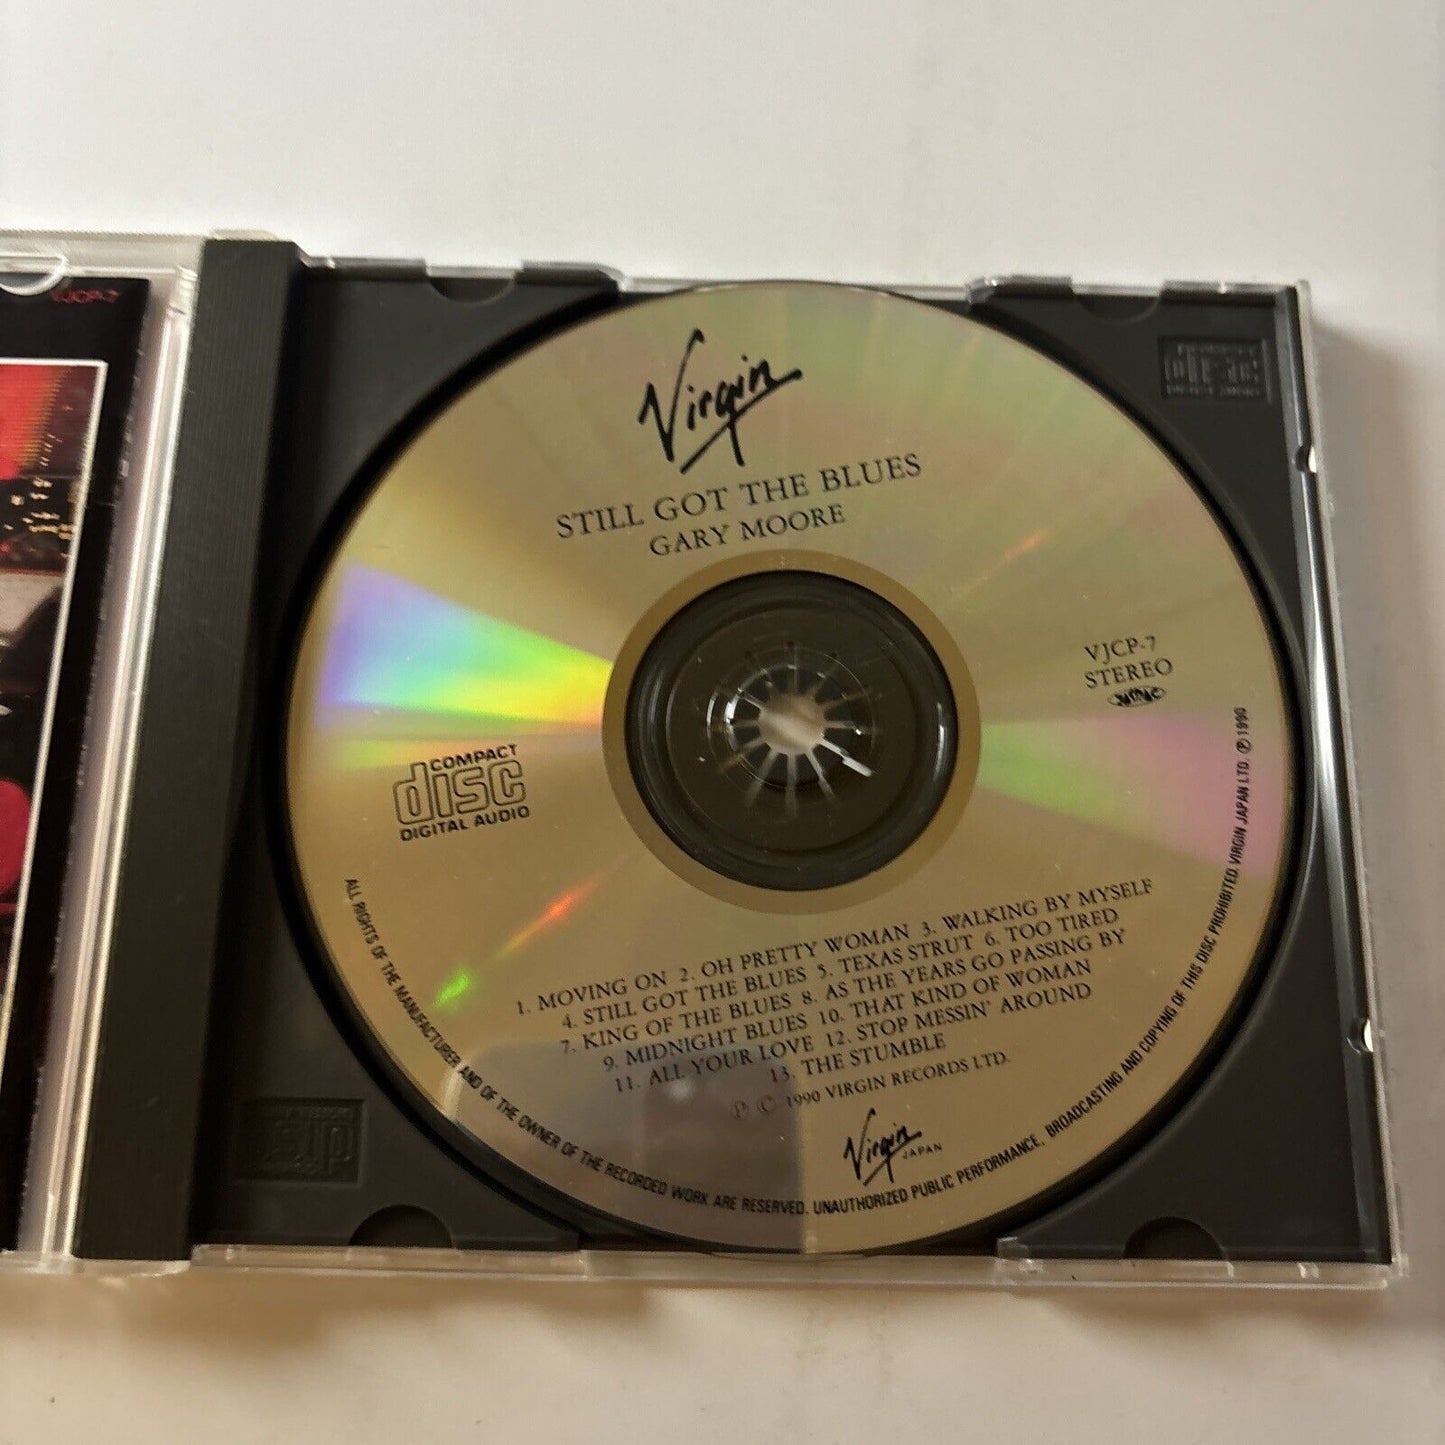 VJCP-7
Virgin
STILL GOT THE BLUES
GARY MOORE
VJCP-7
STEREO
COMPACT
disc
DIGITAL AUDIO
1. MOVING ON 2. OH PRETTY WOMAN 3. WALKING BY MYSELF
4. STILL GOT THE BLUES 5. TEXAS STRUT 6. TOO TIRED
7. KING OF THE BLUES 8. AS THE YEARS GO PASSING BY
9. MIDNIGHT BLUES 10. THAT KIND OF WOMAN
11. ALL YOUR LOVE 12. STOP MESSIN' AROUND
13. THE STUMBLE
Ⓟ © 1990 VIRGIN RECORDS LTD.
Virgin
JAPAN
ALL RIGHTS OF THE MANUFACTURER AND OF THE OWNER OF THE RECORDED WORK ARE RESERVED. UNAUTHORIZED PUBLIC PERFORMANCE, BROADCASTING AND COPYING OF THIS DISC PROHIBITED VIRGIN JAPAN LTD. Ⓟ 1990